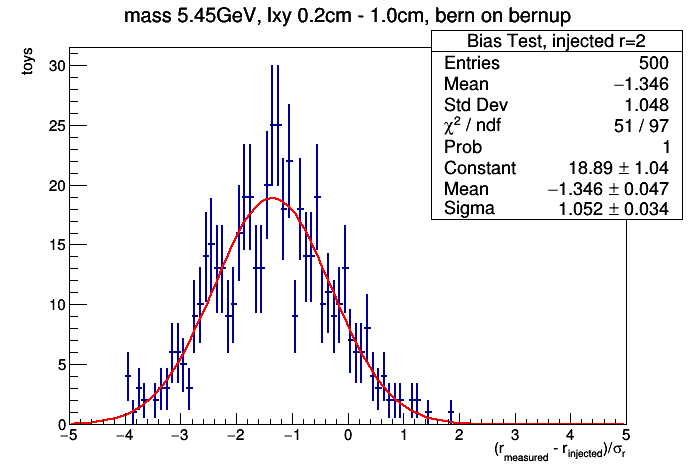 mass 5.45GeV, lxy 0.2cm - 1.0cm, bern on bernup
Bias Test, injected r=2
Entries 500
Mean −1.346
Std Dev 1.048
χ² / ndf 51 / 97
Prob 1
Constant 18.89 ± 1.04
Mean −1.346 ± 0.047
Sigma 1.052 ± 0.034
toys
30
25
20
15
10
5
0
−5 −4 −3 −2 −1 0 1 2 3 4 5
(r_measured - r_injected)/σ_r